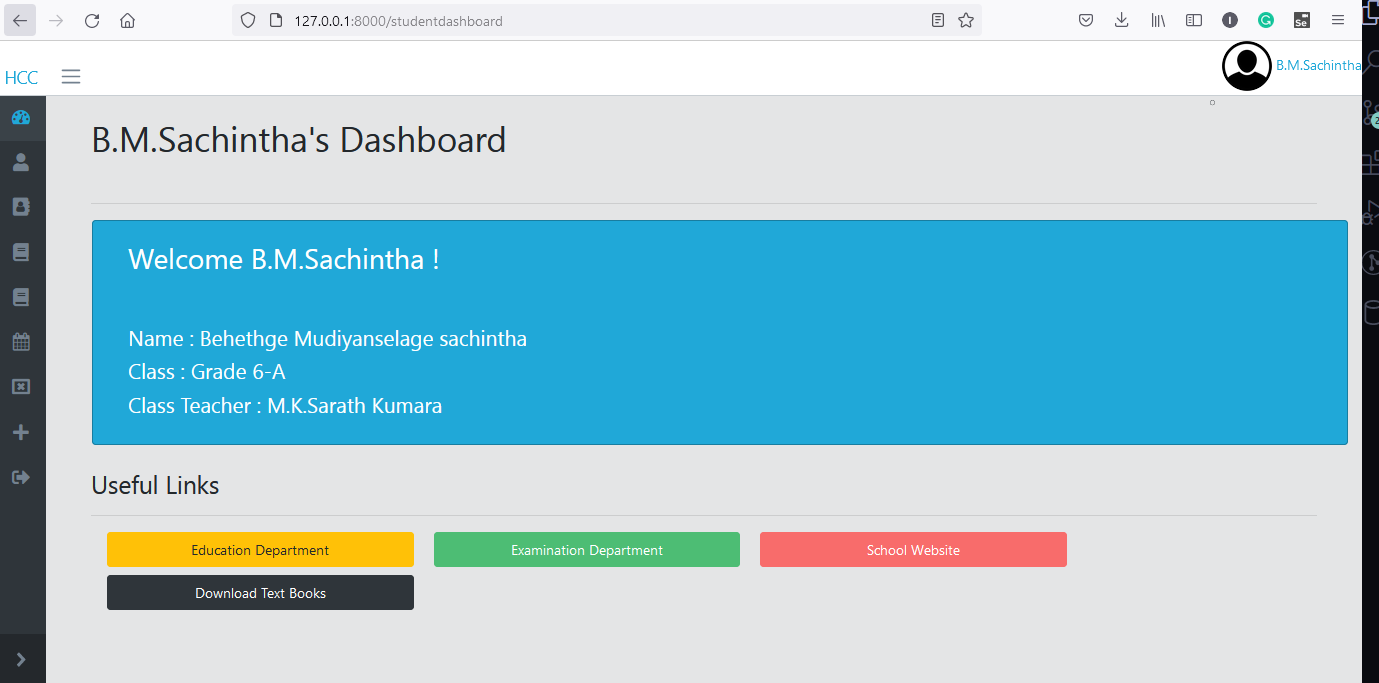 127.0.0.1:8000/studentdashboard
HCC
B.M.Sachintha
B.M.Sachintha's Dashboard
Welcome B.M.Sachintha !
Name : Behethge Mudiyanselage sachintha
Class : Grade 6-A
Class Teacher : M.K.Sarath Kumara
Useful Links
Education Department
Examination Department
School Website
Download Text Books